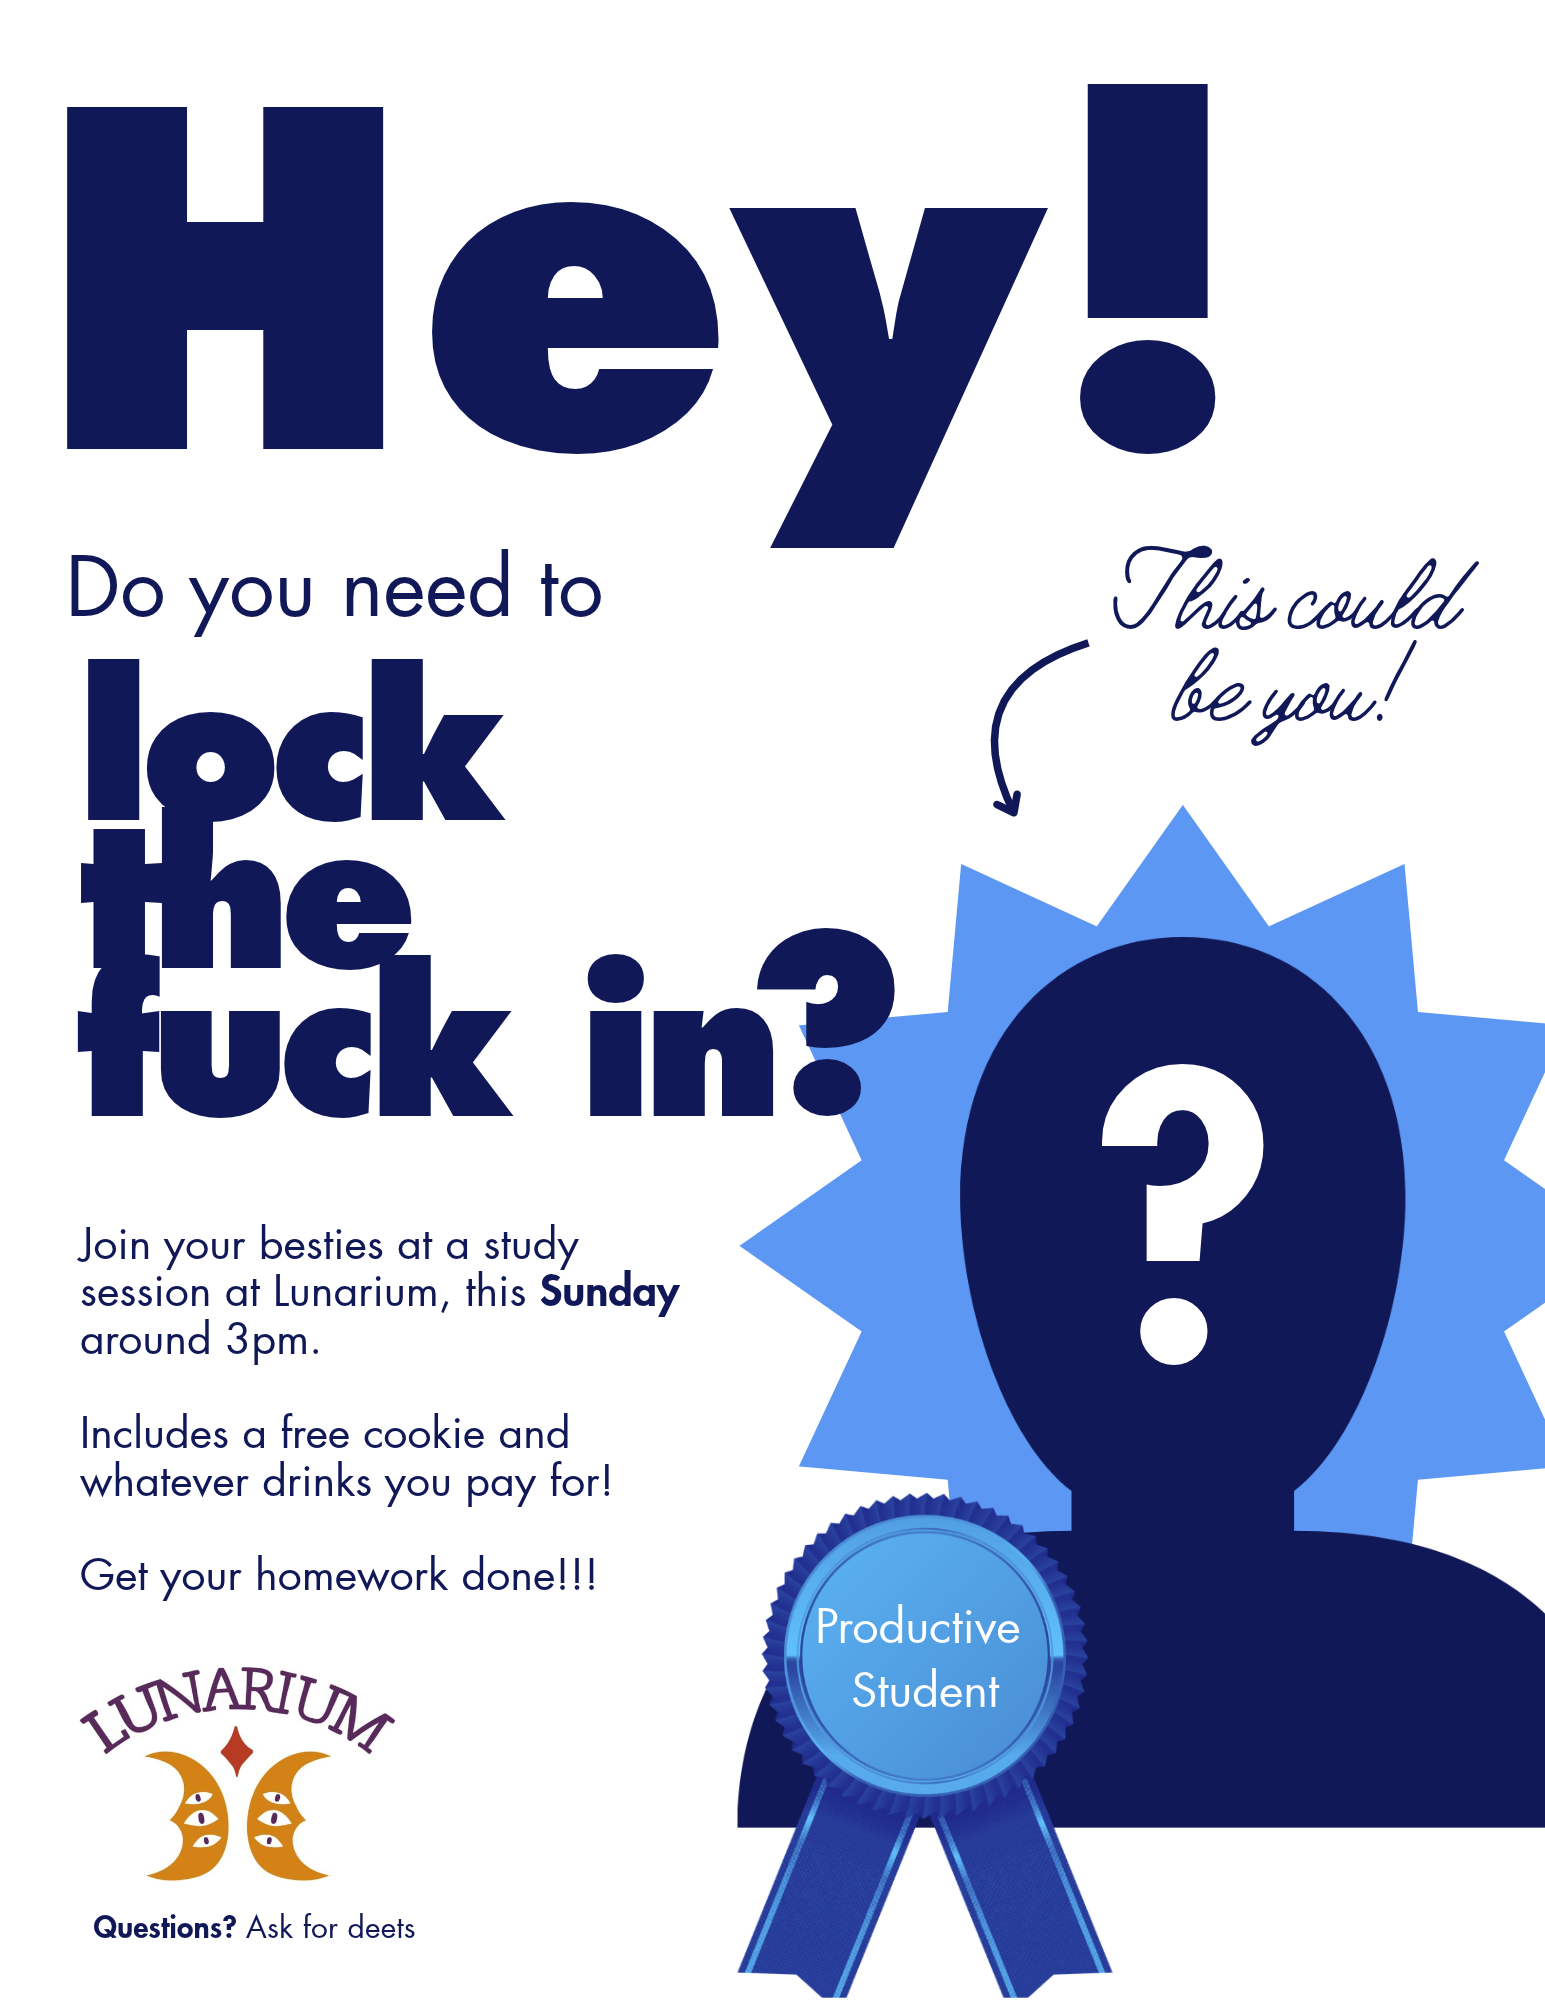 Hey!
Do you need to
lock
the
fuck in?
This could
be you!
?
Join your besties at a study
session at Lunarium, this Sunday
around 3pm.
Includes a free cookie and
whatever drinks you pay for!
Get your homework done!!!
Productive
Student
LUNARIUM
Questions? Ask for deets